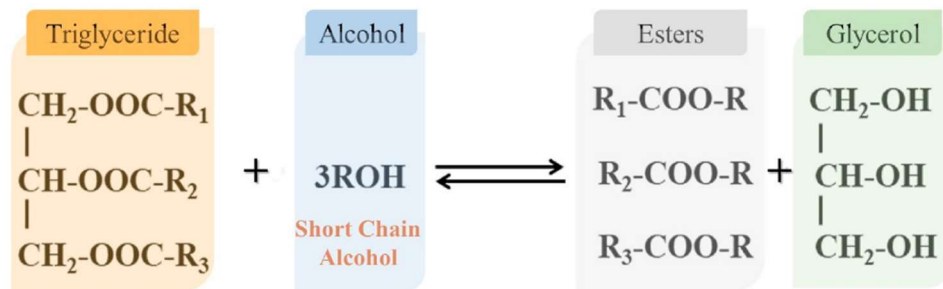 Triglyceride Alcohol Esters Glycerol
CH₂-OOC-R₁ R₁-COO-R CH₂-OH
| |
CH-OOC-R₂ + 3ROH R₂-COO-R + CH-OH
| |
Short Chain
Alcohol
CH₂-OOC-R₃ R₃-COO-R CH₂-OH